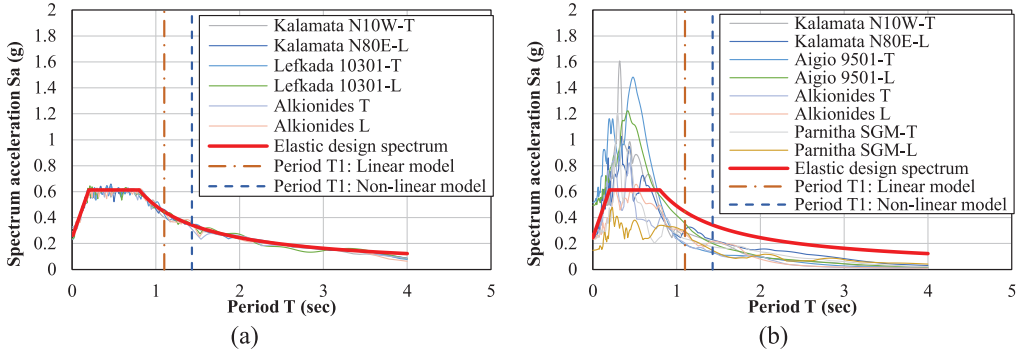 Spectrum acceleration Sa (g)
2
1.8
1.6
1.4
1.2
1
0.8
0.6
0.4
0.2
0
0
1
2
3
4
5
Period T (sec)
Kalamata N10W-T
Kalamata N80E-L
Lefkada 10301-T
Lefkada 10301-L
Alkionides T
Alkionides L
Elastic design spectrum
Period T1: Linear model
Period T1: Non-linear model
(a)
Spectrum acceleration Sa (g)
2
1.8
1.6
1.4
1.2
1
0.8
0.6
0.4
0.2
0
0
1
2
3
4
5
Period T (sec)
Kalamata N10W-T
Kalamata N80E-L
Aigio 9501-T
Aigio 9501-L
Alkionides T
Alkionides L
Parnitha SGM-T
Parnitha SGM-L
Elastic design spectrum
Period T1: Linear model
Period T1: Non-linear model
(b)